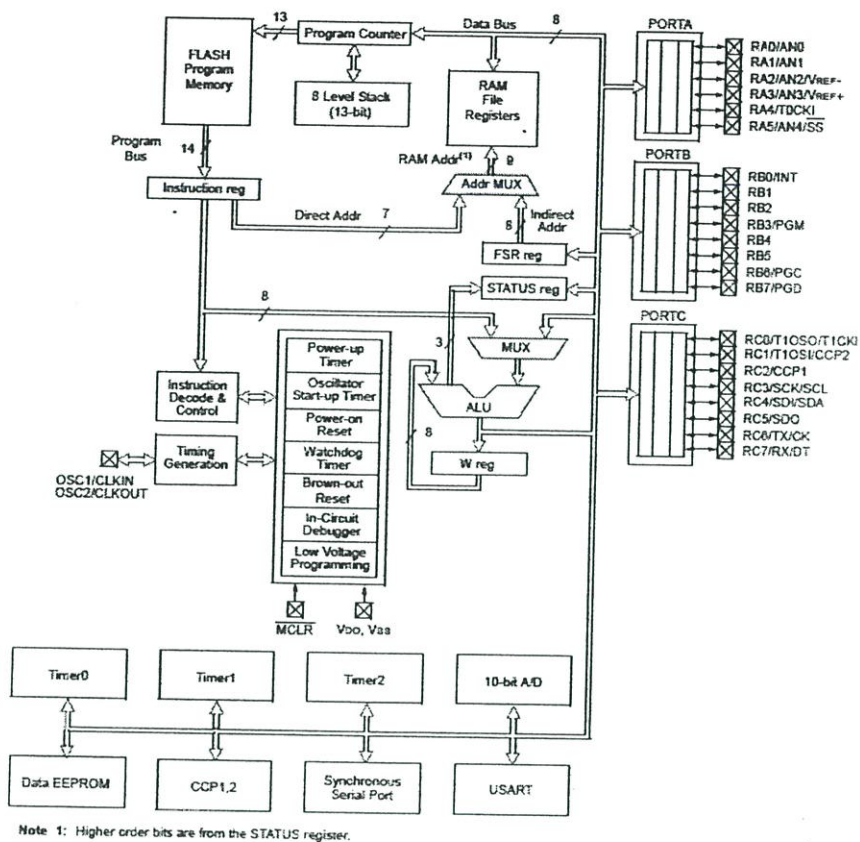 13
Data Bus
8
PORTA
FLASH
Program
Memory
Program Counter
8 Level Stack
(13-bit)
RAM
File
Registers
RA0/AN0
RA1/AN1
RA2/AN2/VREF-
RA3/AN3/VREF+
RA4/T0CKI
RA5/AN4/SS
Program
Bus
14
RAM Addr(1)
9
PORTB
Instruction reg
Addr MUX
Direct Addr
7
8
Indirect
Addr
FSR reg
RB0/INT
RB1
RB2
RB3/PGM
RB4
RB5
RB6/PGC
RB7/PGD
STATUS reg
8
3
MUX
PORTC
Power-up
Timer
Oscillator
Start-up Timer
Power-on
Reset
Watchdog
Timer
Brown-out
Reset
In-Circuit
Debugger
Low Voltage
Programming
Instruction
Decode &
Control
ALU
8
W reg
RC0/T1OSO/T1CKI
RC1/T1OSI/CCP2
RC2/CCP1
RC3/SCK/SCL
RC4/SDI/SDA
RC5/SDO
RC6/TX/CK
RC7/RX/DT
Timing
Generation
OSC1/CLKIN
OSC2/CLKOUT
MCLR
VDD, VSS
Timer0
Timer1
Timer2
10-bit A/D
Data EEPROM
CCP1,2
Synchronous
Serial Port
USART
Note 1: Higher order bits are from the STATUS register.